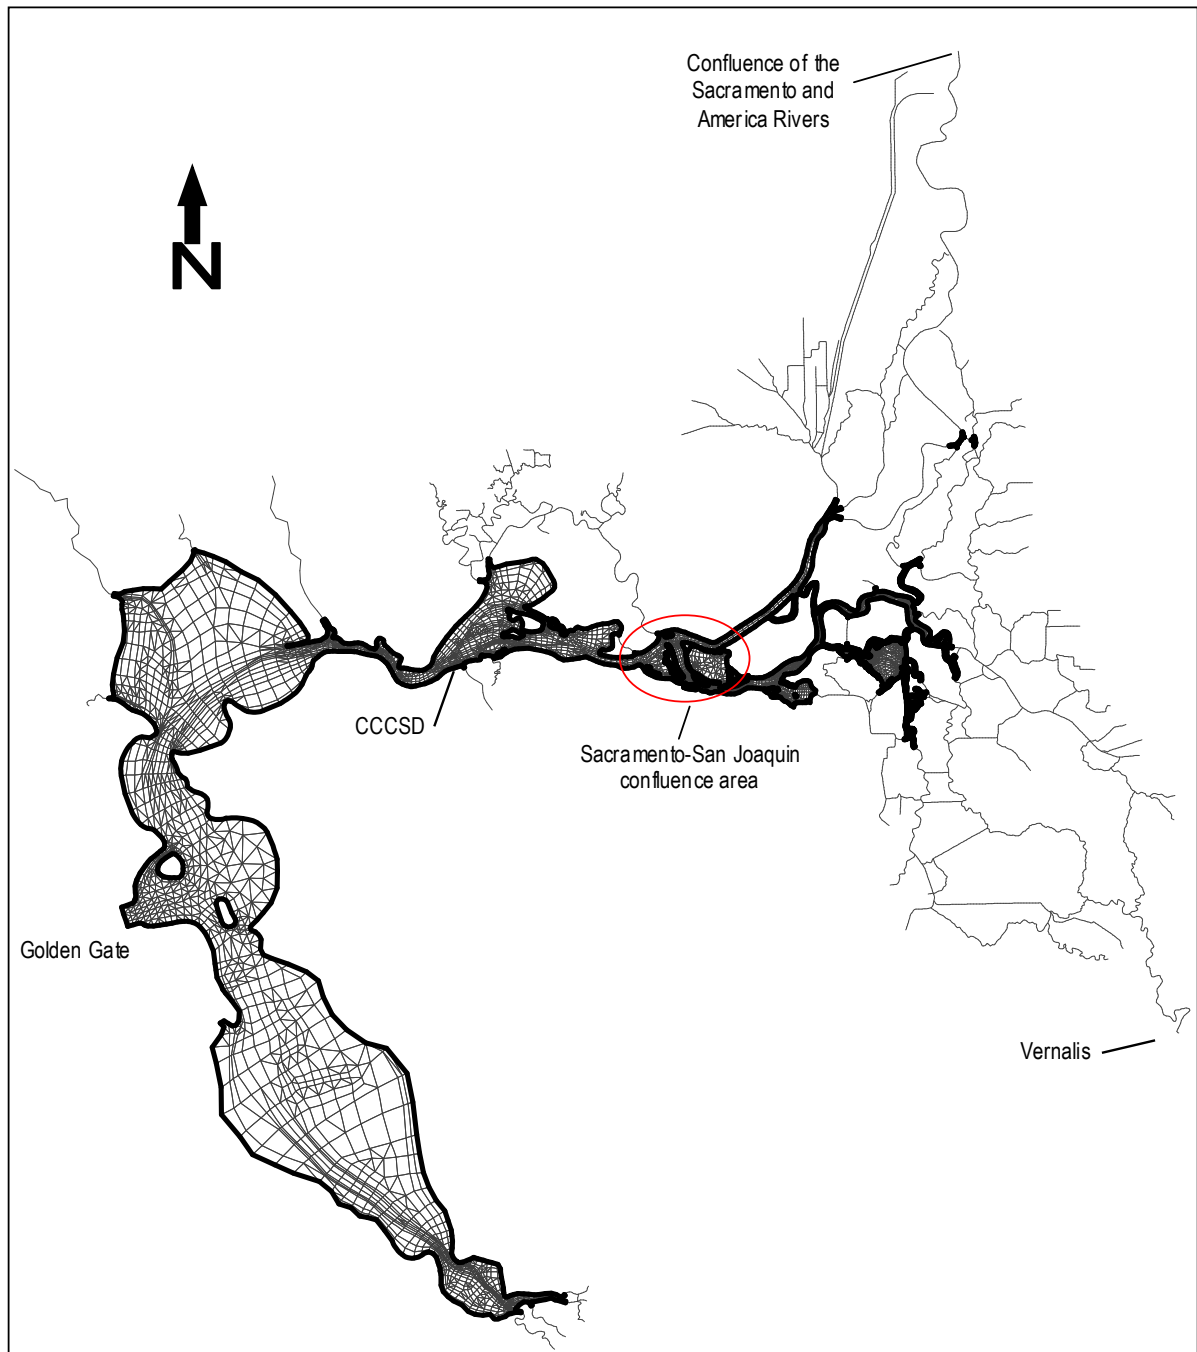 Confluence of the
Sacramento and
America Rivers
N
CCCSD
Sacramento-San Joaquin
confluence area
Golden Gate
Vernalis